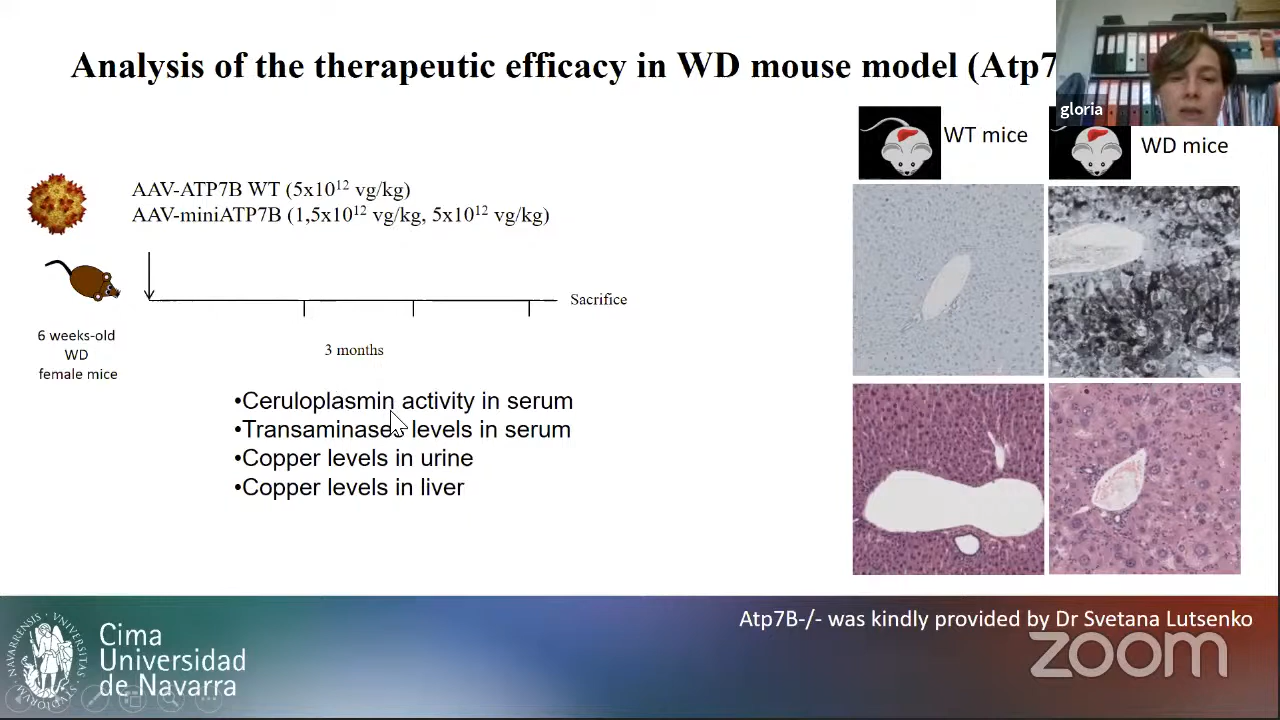 Analysis of the therapeutic efficacy in WD mouse model (Atp7
gloria
WT mice
WD mice
AAV-ATP7B WT (5x10¹² vg/kg)
AAV-miniATP7B (1,5x10¹² vg/kg, 5x10¹² vg/kg)
Sacrifice
6 weeks-old
WD
female mice
3 months
•Ceruloplasmin activity in serum
•Transaminases levels in serum
•Copper levels in urine
•Copper levels in liver
Atp7B-/- was kindly provided by Dr Svetana Lutsenko
Cima
Universidad
de Navarra
zoom